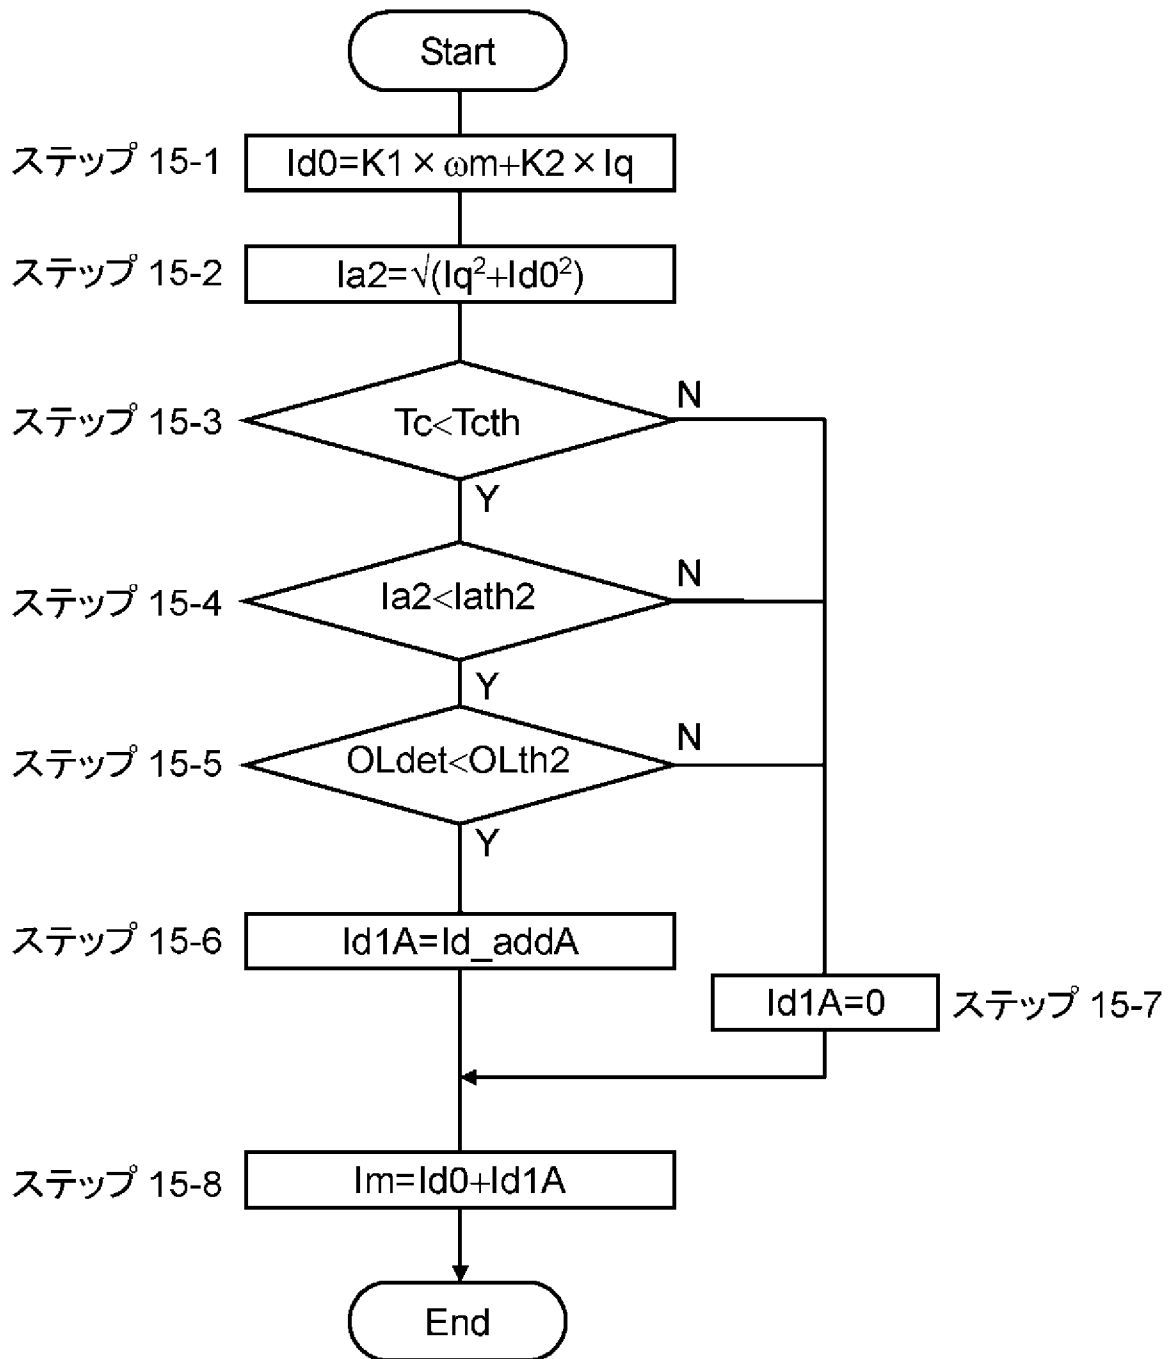 Start
ステップ 15-1
Id0=K1×ωm+K2×Iq
ステップ 15-2
Ia2=√(Iq²+Id0²)
ステップ 15-3
Tc<Tcth
N
Y
ステップ 15-4
Ia2<Iath2
N
Y
ステップ 15-5
OLdet<OLth2
N
Y
ステップ 15-6
Id1A=Id_addA
Id1A=0
ステップ 15-7
ステップ 15-8
Im=Id0+Id1A
End